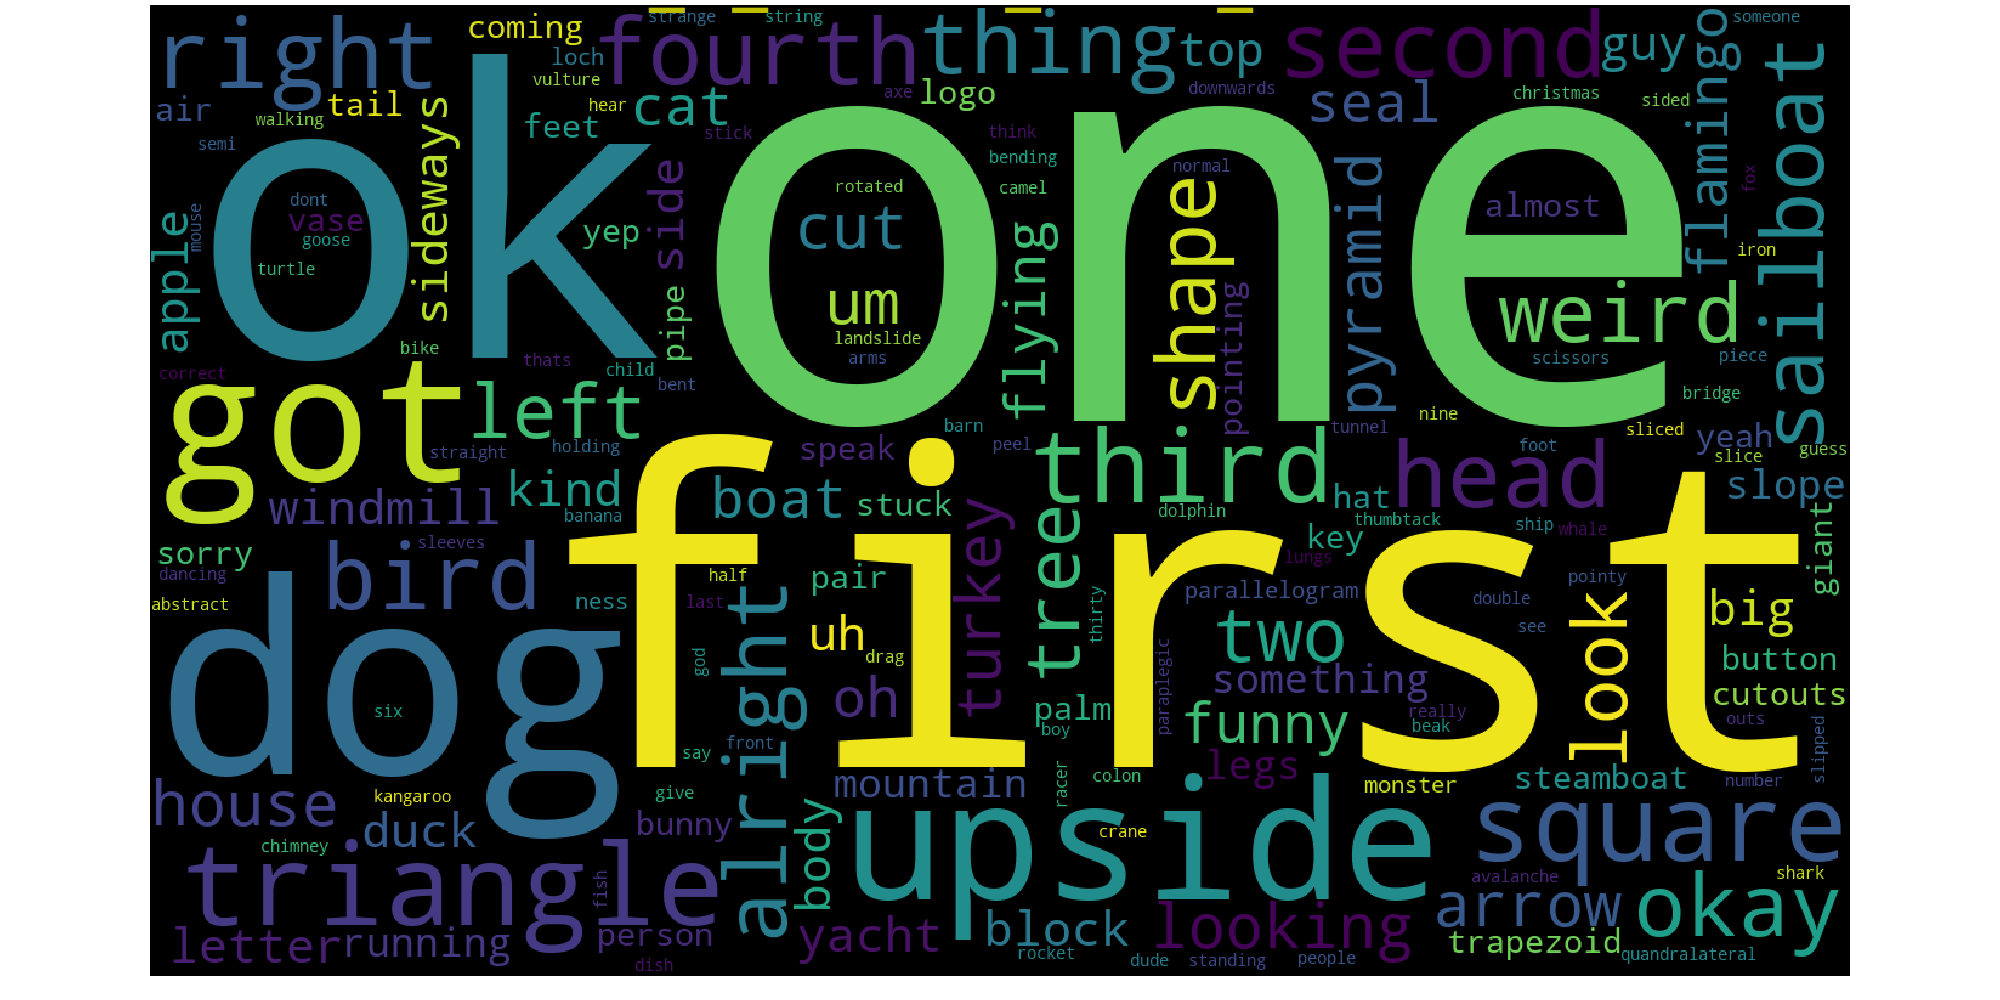 strange
string
coming
right
fourth
thing
top
second
guy
someone
loch
vulture
air
tail
hear
cat
axe
logo
downwards
seal
christmas
sided
flamingo
sailboat
walking
feet
stick
think
semi
sideways
bending
ok
one
normal
fox
dont
vase
goose
turtle
mouse
apple
yep
side
rotated
cut
camel
shape
pyramid
almost
iron
pipe
um
landslide
arms
flying
pointing
weird
scissors
piece
bike
thats
child
bent
correct
got
left
bridge
nine
straight
holding
barn
speak
peel
third
tunnel
head
foot
sliced
yeah
slice
guess
windmill
kind
banana
boat
stuck
turkey
tree
dolphin
hat
thumbtack
ship
whale
slope
giant
sorry
sleeves
first
key
lungs
dancing
bird
half
pair
parallelogram
pointy
abstract
ness
last
alright
thirty
double
big
dog
uh
drag
two
see
look
god
something
button
six
oh
palm
paraplegic
really
cutouts
front
boy
funny
beak
outs
say
slipped
house
kangaroo
give
mountain
racer
colon
legs
monster
steamboat
number
duck
bunny
body
upside
crane
square
chimney
triangle
fish
avalanche
shark
letter
running
person
yacht
block
looking
arrow
okay
trapezoid
dish
rocket
dude
standing
people
quandralateral